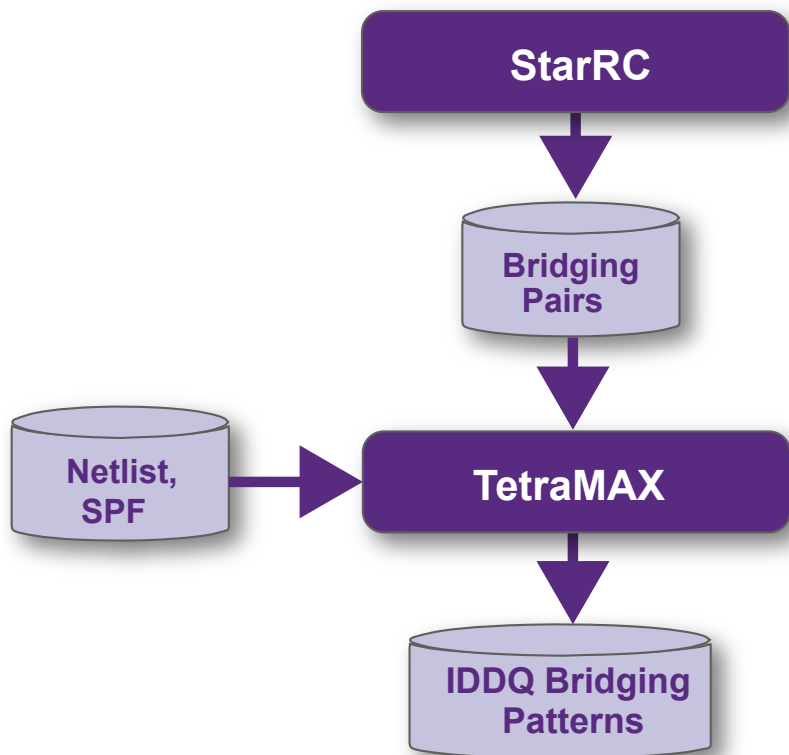 StarRC
Bridging
Pairs
Netlist,
SPF
TetraMAX
IDDQ Bridging
Patterns